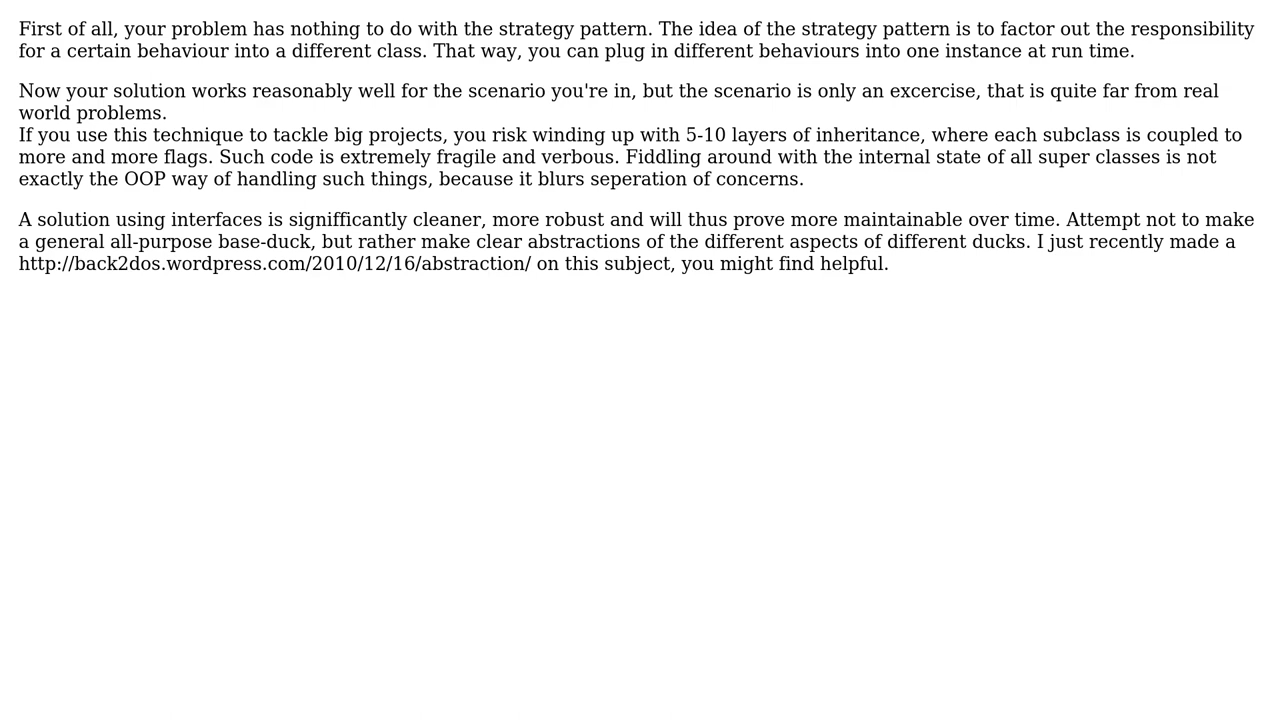 First of all, your problem has nothing to do with the strategy pattern. The idea of the strategy pattern is to factor out the responsibility
for a certain behaviour into a different class. That way, you can plug in different behaviours into one instance at run time.
Now your solution works reasonably well for the scenario you're in, but the scenario is only an excercise, that is quite far from real
world problems.
If you use this technique to tackle big projects, you risk winding up with 5-10 layers of inheritance, where each subclass is coupled to
more and more flags. Such code is extremely fragile and verbous. Fiddling around with the internal state of all super classes is not
exactly the OOP way of handling such things, because it blurs seperation of concerns.
A solution using interfaces is signifficantly cleaner, more robust and will thus prove more maintainable over time. Attempt not to make
a general all-purpose base-duck, but rather make clear abstractions of the different aspects of different ducks. I just recently made a
http://back2dos.wordpress.com/2010/12/16/abstraction/ on this subject, you might find helpful.